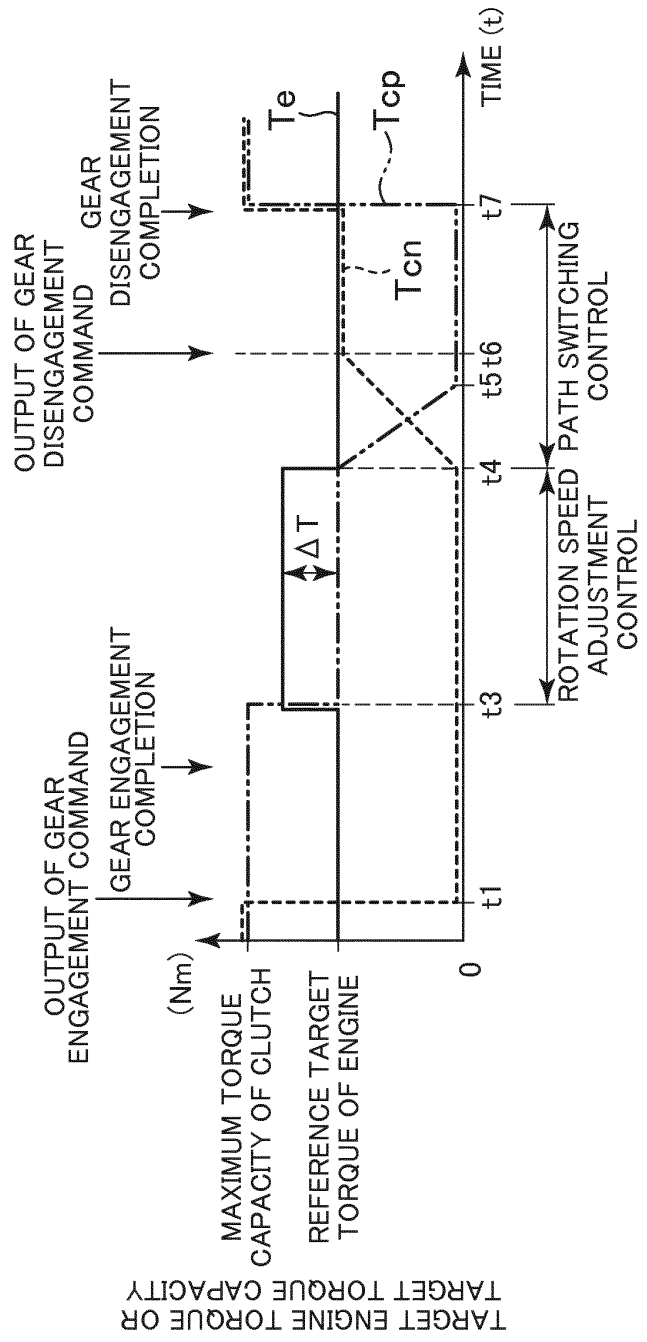 TARGET ENGINE TORQUE OR
TARGET TORQUE CAPACITY
(Nm)
MAXIMUM TORQUE
CAPACITY OF CLUTCH
REFERENCE TARGET
TORQUE OF ENGINE
0
OUTPUT OF GEAR
ENGAGEMENT COMMAND
GEAR ENGAGEMENT
COMPLETION
OUTPUT OF GEAR
DISENGAGEMENT
COMMAND
GEAR
DISENGAGEMENT
COMPLETION
ΔT
Te
Tcn
Tcp
t1
t3
t4
t5
t6
t7
TIME (t)
ROTATION SPEED
ADJUSTMENT
CONTROL
PATH SWITCHING
CONTROL